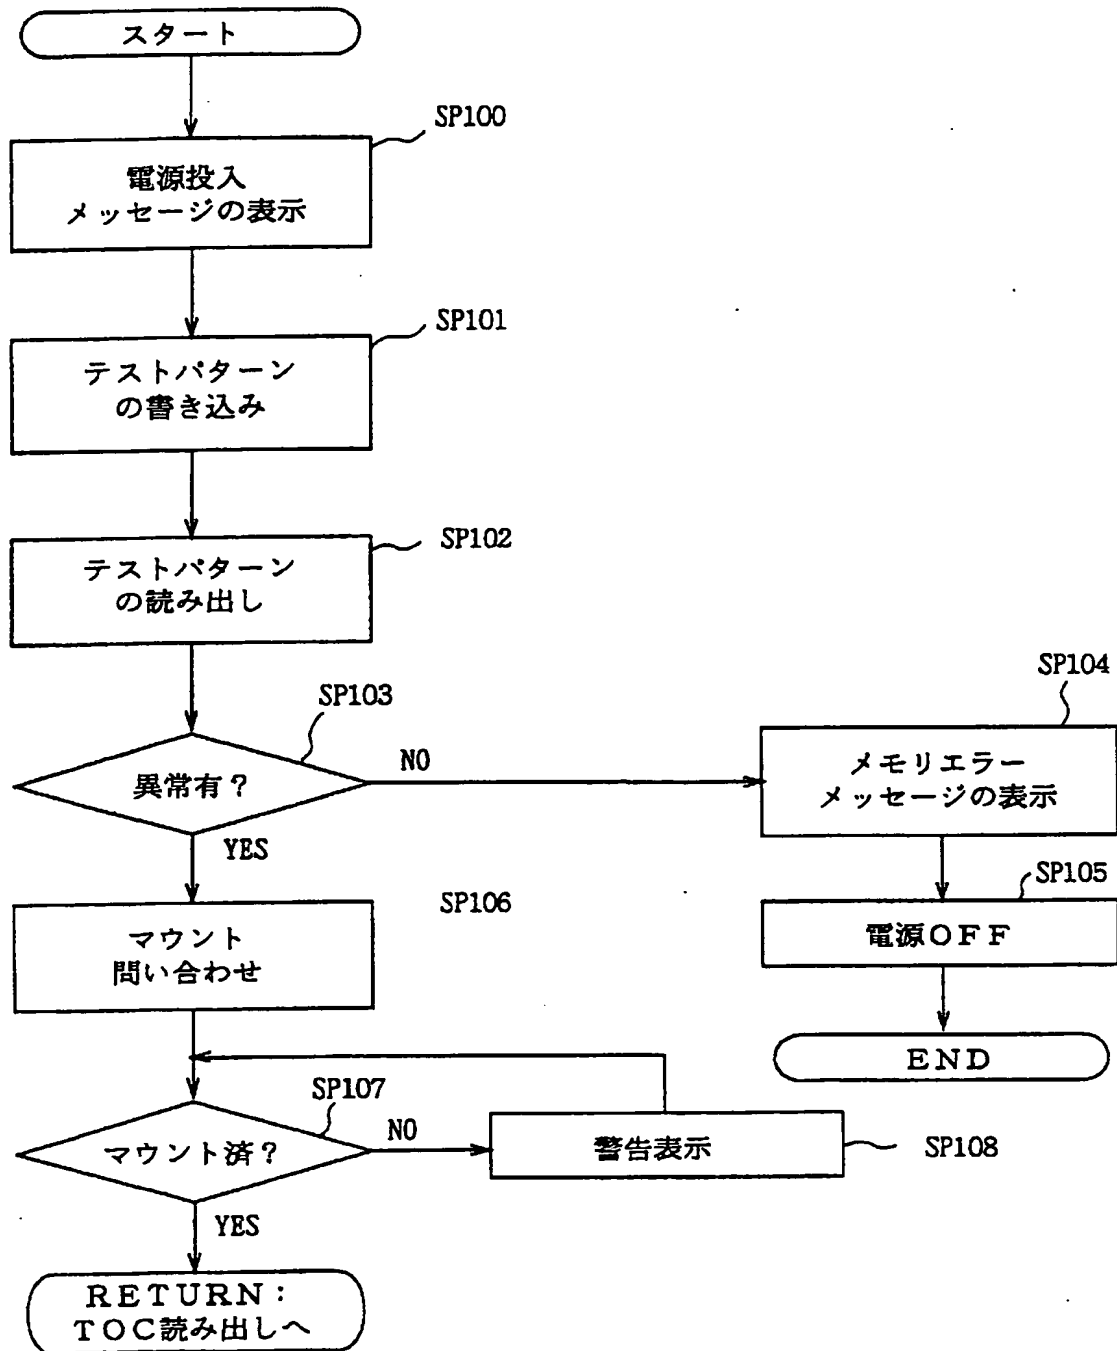 スタート
SP100
電源投入
メッセージの表示
SP101
テストパターン
の書き込み
SP102
テストパターン
の読み出し
SP103
異常有？
NO
YES
SP104
メモリエラー
メッセージの表示
SP105
電源OFF
END
SP106
マウント
問い合わせ
SP107
マウント済？
NO
YES
警告表示
SP108
RETURN：
TOC読み出しへ